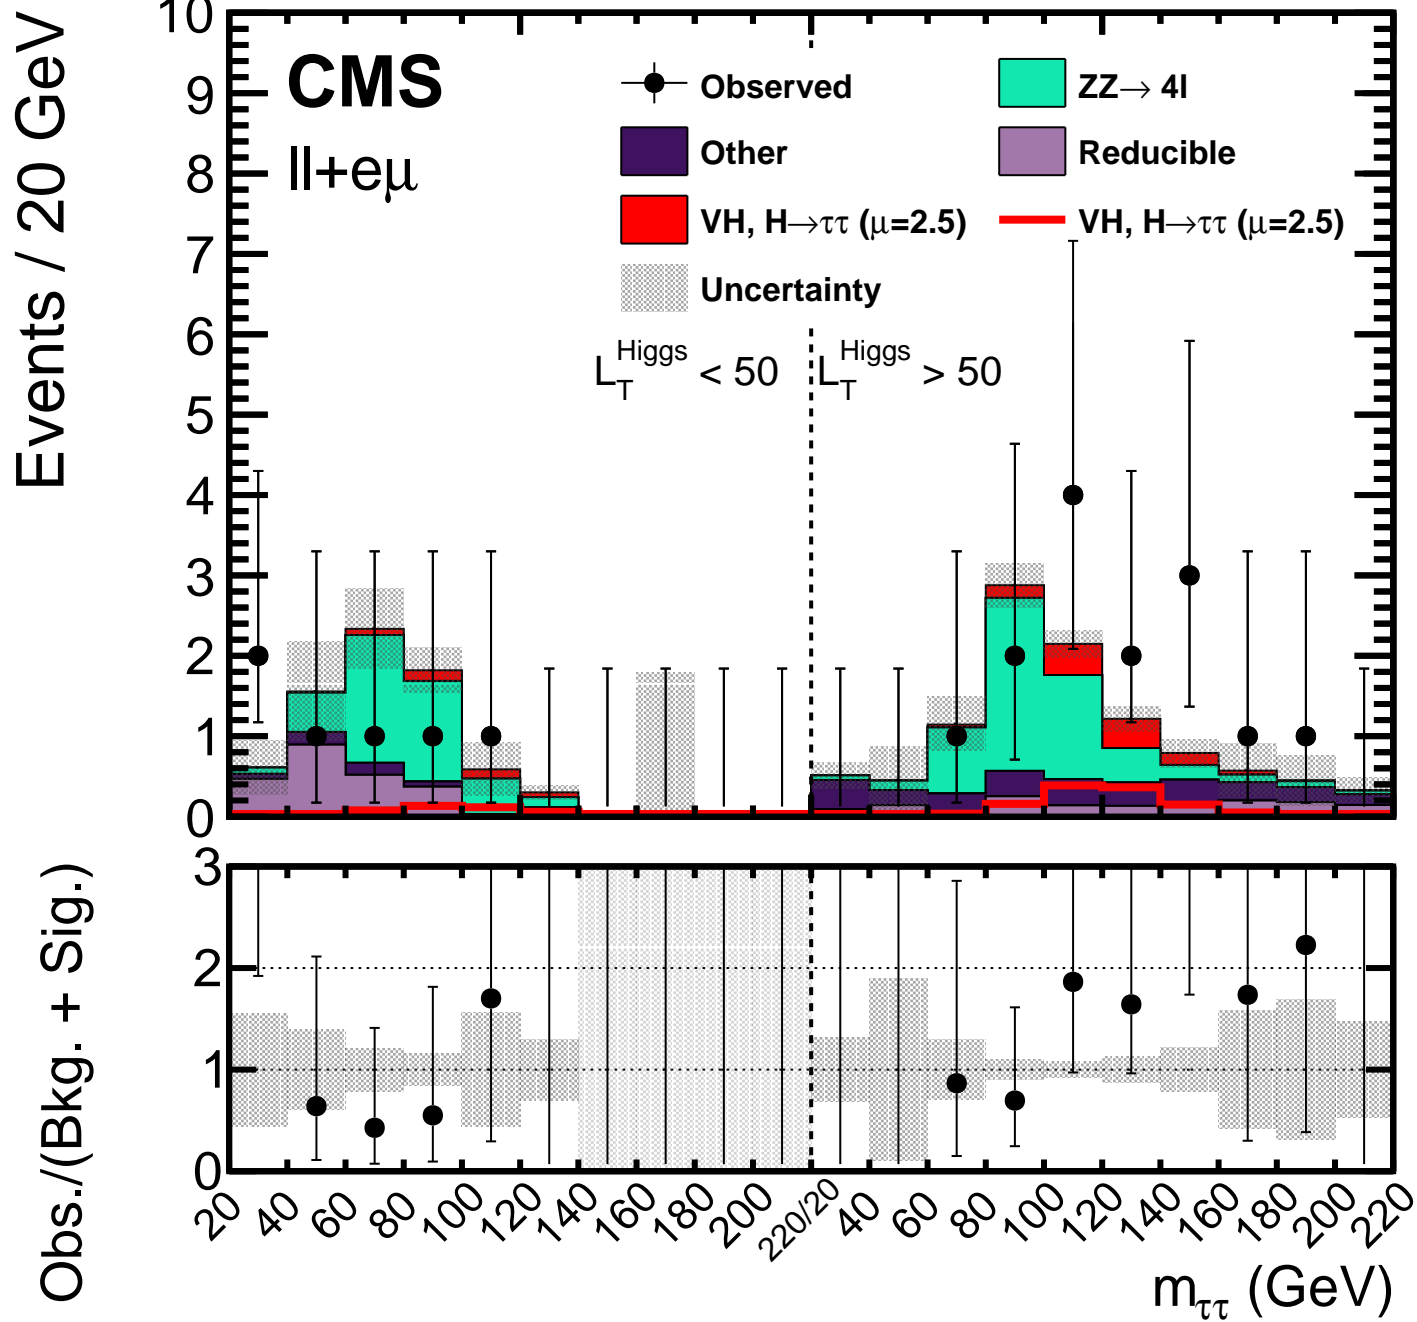 Events / 20 GeV
10
9
8
7
6
5
4
3
2
1
0
CMS
ll+eμ
Observed
ZZ→ 4l
Other
Reducible
VH, H→ττ (μ=2.5)
VH, H→ττ (μ=2.5)
Uncertainty
L_T^Higgs < 50
L_T^Higgs > 50
Obs./(Bkg. + Sig.)
3
2
1
0
20 40 60 80 100 120 140 160 180 200 220/20 40 60 80 100 120 140 160 180 200 220
m_ττ (GeV)